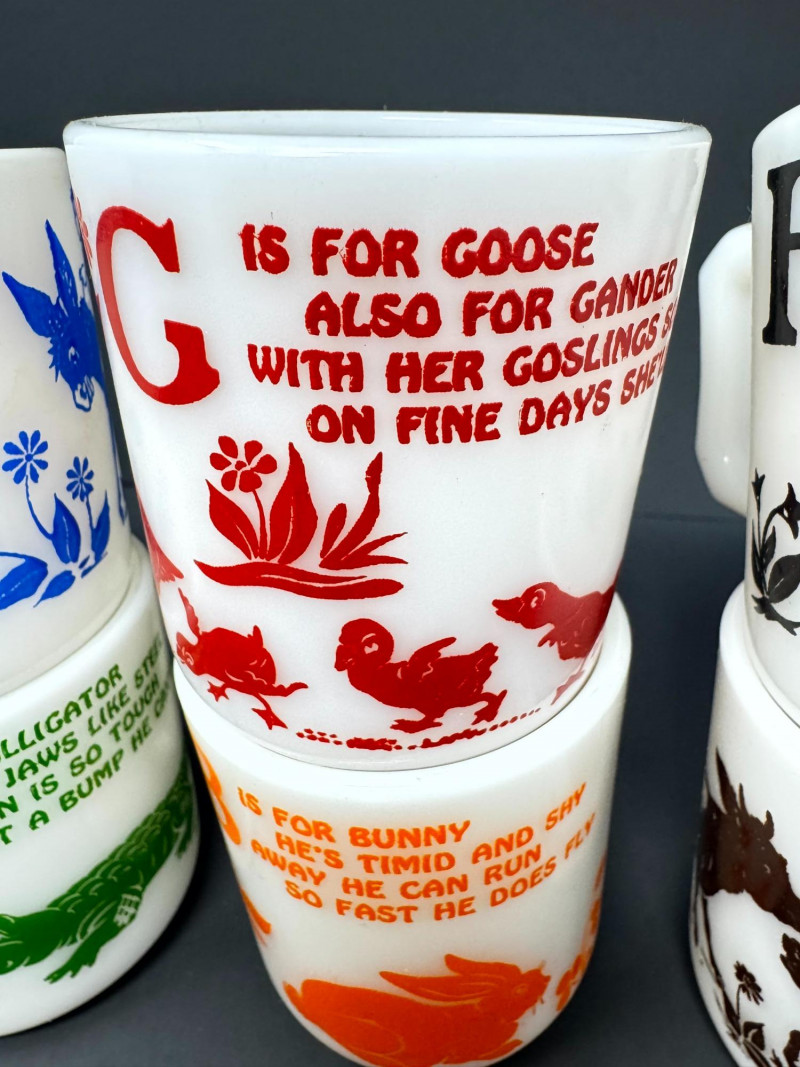 G
IS FOR GOOSE
ALSO FOR GANDER
WITH HER GOSLINGS
ON FINE DAYS
B
IS FOR BUNNY
HE'S TIMID AND SHY
AWAY HE CAN RUN
SO FAST HE DOES FLY
ALLIGATOR
JAWS LIKE
IS SO TOUGH
A BUMP HE